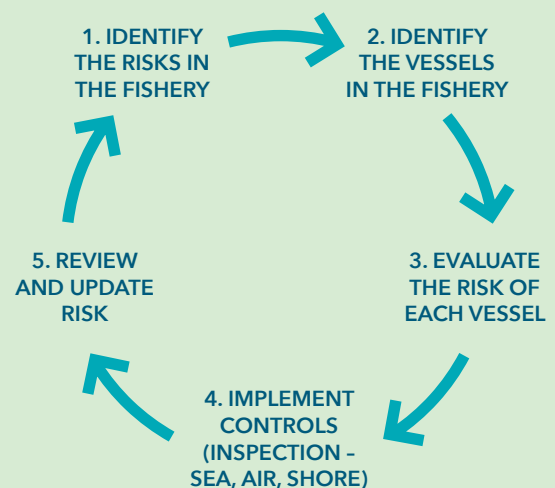 1. IDENTIFY
THE RISKS IN
THE FISHERY
2. IDENTIFY
THE VESSELS
IN THE FISHERY
3. EVALUATE
THE RISK OF
EACH VESSEL
4. IMPLEMENT
CONTROLS
(INSPECTION –
SEA, AIR, SHORE)
5. REVIEW
AND UPDATE
RISK